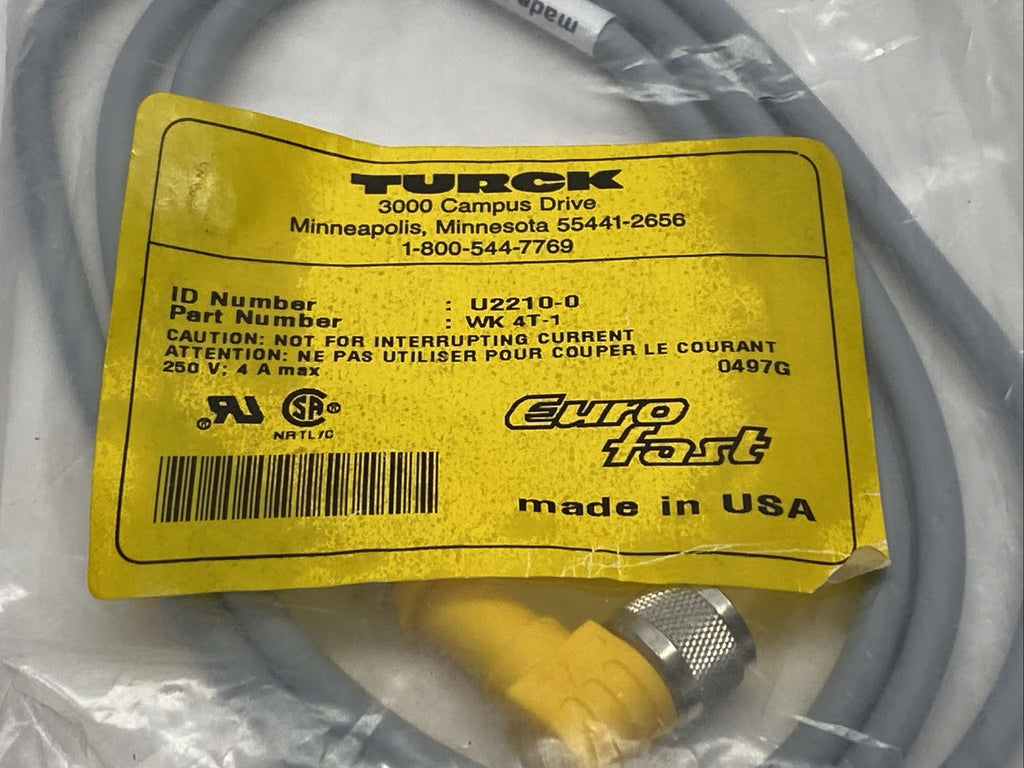 made
TURCK
3000 Campus Drive
Minneapolis, Minnesota 55441-2656
1-800-544-7769
ID Number : U2210-0
Part Number : WK 4T-1
CAUTION: NOT FOR INTERRUPTING CURRENT
ATTENTION: NE PAS UTILISER POUR COUPER LE COURANT
250 V; 4 A max 0497G
®UR SA®
NRTL/C
Euro
fast
made in USA